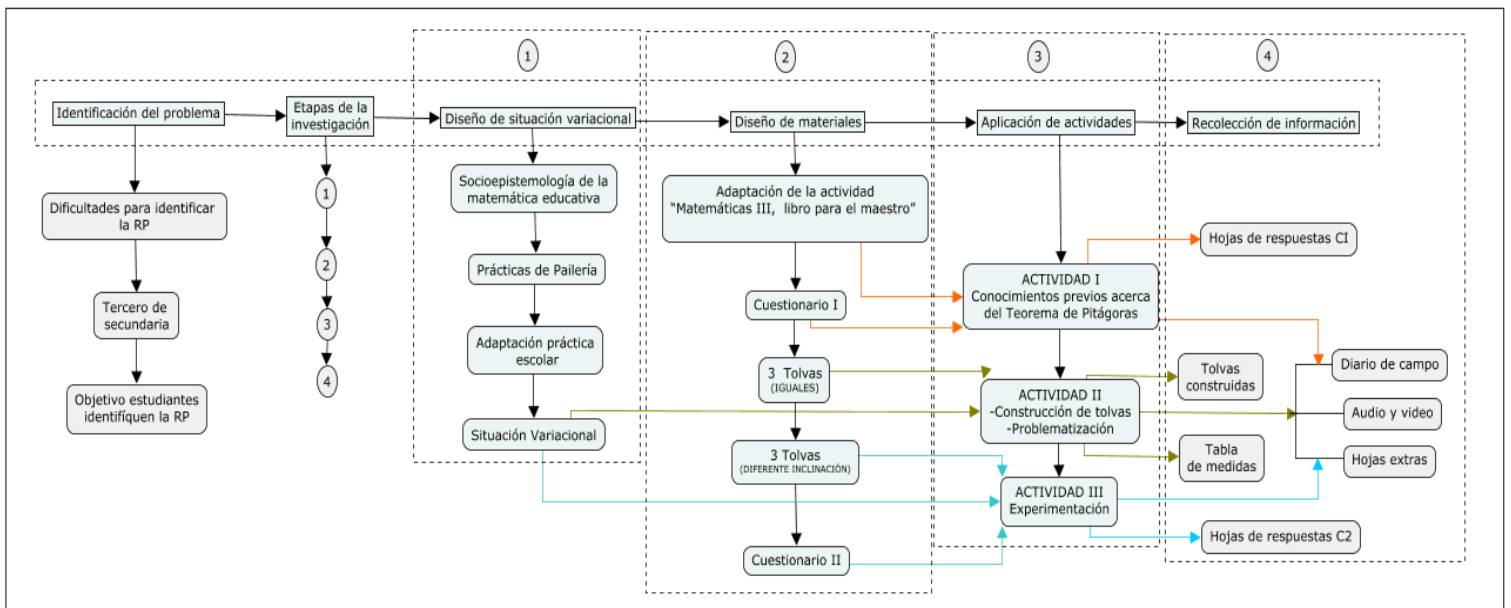 1
2
3
4
Identificación del problema
Etapas de la
investigación
Diseño de situación variacional
Diseño de materiales
Aplicación de actividades
Recolección de información
Dificultades para identificar
la RP
Tercero de
secundaria
Objetivo estudiantes
identifíquen la RP
1
2
3
4
Socioepistemología de la
matemática educativa
Prácticas de Pailería
Adaptación práctica
escolar
Situación Variacional
Adaptación de la actividad
“Matemáticas III, libro para el maestro”
Cuestionario I
3 Tolvas
(IGUALES)
3 Tolvas
(DIFERENTE INCLINACIÓN)
Cuestionario II
ACTIVIDAD I
Conocimientos previos acerca
del Teorema de Pitágoras
ACTIVIDAD II
-Construcción de tolvas
-Problematización
ACTIVIDAD III
Experimentación
Hojas de respuestas CI
Tolvas
construidas
Tabla
de medidas
Diario de campo
Audio y video
Hojas extras
Hojas de respuestas C2